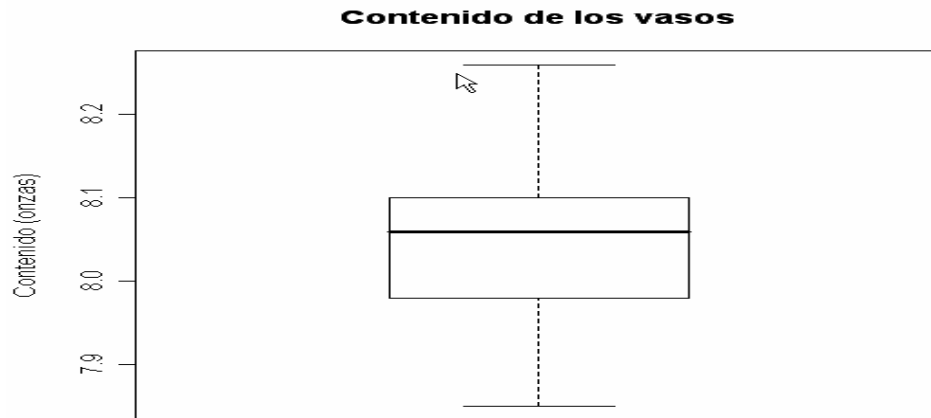 Contenido de los vasos
Contenido (onzas)
8.2
8.1
8.0
7.9